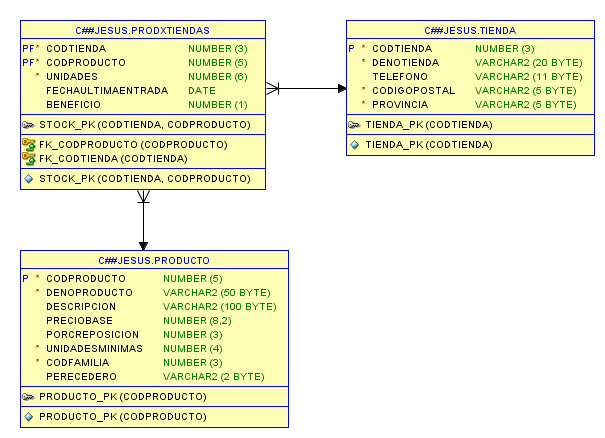 C##JESUS.PRODXTIENDAS
PF* CODTIENDA NUMBER (3)
PF* CODPRODUCTO NUMBER (5)
* UNIDADES NUMBER (6)
FECHAULTIMAENTRADA DATE
BENEFICIO NUMBER (1)
STOCK_PK (CODTIENDA, CODPRODUCTO)
FK_CODPRODUCTO (CODPRODUCTO)
FK_CODTIENDA (CODTIENDA)
STOCK_PK (CODTIENDA, CODPRODUCTO)
C##JESUS.TIENDA
P * CODTIENDA NUMBER (3)
* DENOTIENDA VARCHAR2 (20 BYTE)
TELEFONO VARCHAR2 (11 BYTE)
* CODIGOPOSTAL VARCHAR2 (5 BYTE)
* PROVINCIA VARCHAR2 (5 BYTE)
TIENDA_PK (CODTIENDA)
TIENDA_PK (CODTIENDA)
C##JESUS.PRODUCTO
P * CODPRODUCTO NUMBER (5)
* DENOPRODUCTO VARCHAR2 (50 BYTE)
DESCRIPCION VARCHAR2 (100 BYTE)
PRECIOBASE NUMBER (8,2)
PORCREPOSICION NUMBER (3)
* UNIDADESMINIMAS NUMBER (4)
* CODFAMILIA NUMBER (3)
PERECEDERO VARCHAR2 (2 BYTE)
PRODUCTO_PK (CODPRODUCTO)
PRODUCTO_PK (CODPRODUCTO)